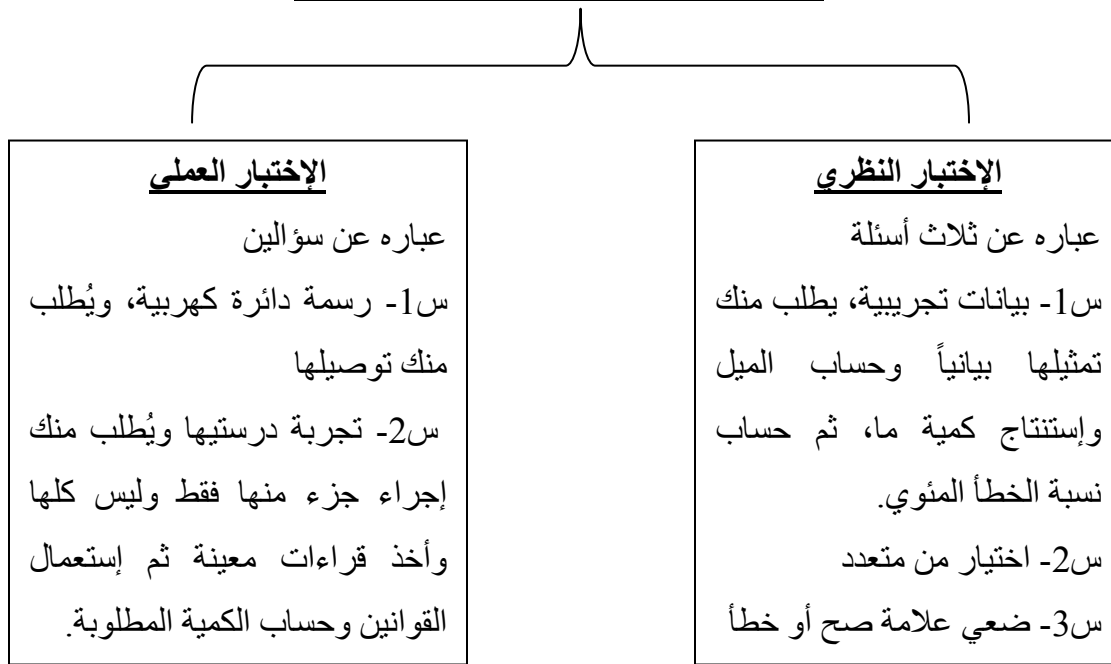 الإختبار النظري
عباره عن ثلاث أسئلة
س1- بيانات تجريبية، يطلب منك
تمثيلها بيانياً وحساب الميل
وإستنتاج كمية ما، ثم حساب
نسبة الخطأ المئوي.
س2- اختيار من متعدد
س3- ضعي علامة صح أو خطأ
الإختبار العملي
عباره عن سؤالين
س1- رسمة دائرة كهربية، ويُطلب
منك توصيلها
س2- تجربة درستيها ويُطلب منك
إجراء جزء منها فقط وليس كلها
وأخذ قراءات معينة ثم إستعمال
القوانين وحساب الكمية المطلوبة.